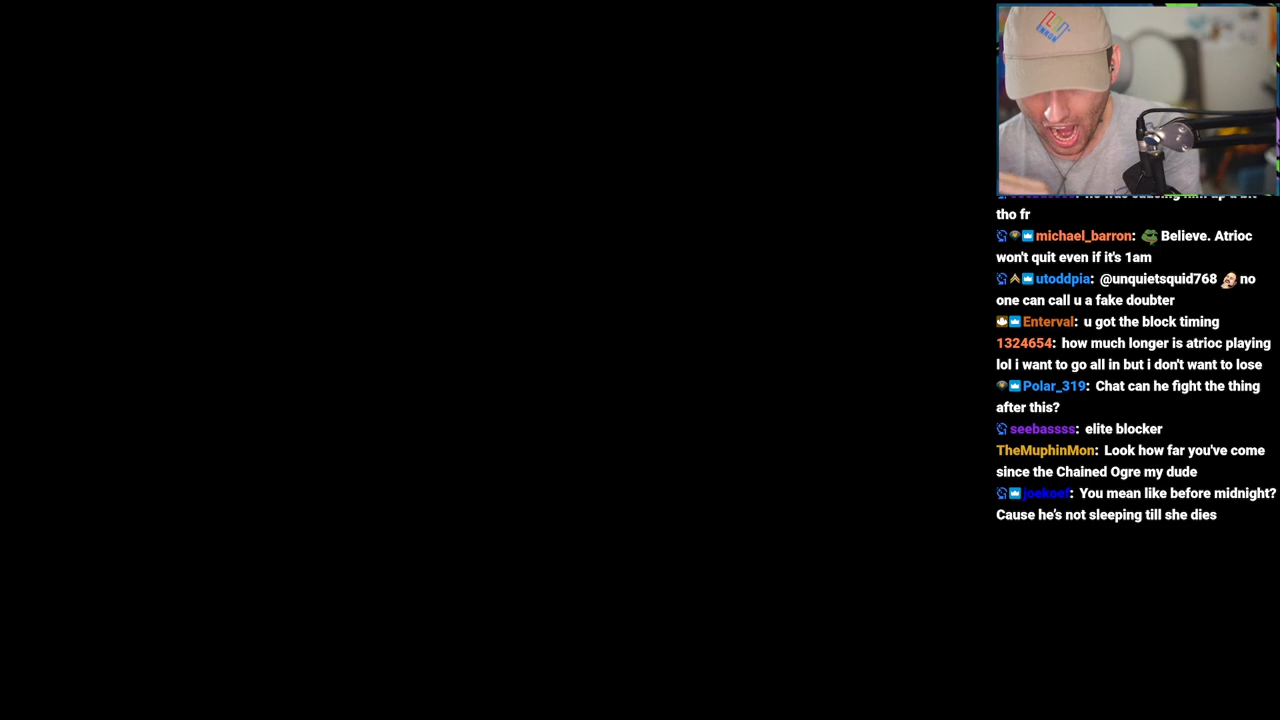 ENRON
tho fr
michael_barron: Believe. Atrioc
won't quit even if it's 1am
utoddpia: @unquietsquid768 no
one can call u a fake doubter
Enterval: u got the block timing
1324654: how much longer is atrioc playing
lol i want to go all in but i don't want to lose
Polar_319: Chat can he fight the thing
after this?
seebassss: elite blocker
TheMuphinMon: Look how far you've come
since the Chained Ogre my dude
joekoef: You mean like before midnight?
Cause he's not sleeping till she dies